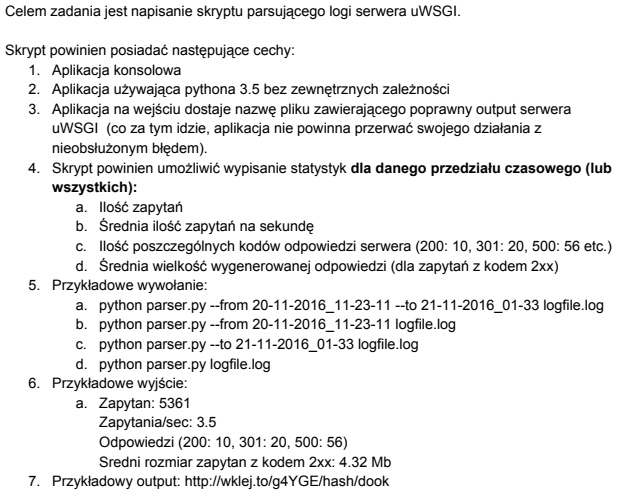 Celem zadania jest napisanie skryptu parsującego logi serwera uWSGI.
Skrypt powinien posiadać następujące cechy:
1. Aplikacja konsolowa
2. Aplikacja używająca pythona 3.5 bez zewnętrznych zależności
3. Aplikacja na wejściu dostaje nazwę pliku zawierającego poprawny output serwera
uWSGI (co za tym idzie, aplikacja nie powinna przerwać swojego działania z
nieobsłużonym błędem).
4. Skrypt powinien umożliwić wypisanie statystyk dla danego przedziału czasowego (lub
wszystkich):
a. Ilość zapytań
b. Średnia ilość zapytań na sekundę
c. Ilość poszczególnych kodów odpowiedzi serwera (200: 10, 301: 20, 500: 56 etc.)
d. Średnia wielkość wygenerowanej odpowiedzi (dla zapytań z kodem 2xx)
5. Przykładowe wywołanie:
a. python parser.py --from 20-11-2016_11-23-11 --to 21-11-2016_01-33 logfile.log
b. python parser.py --from 20-11-2016_11-23-11 logfile.log
c. python parser.py --to 21-11-2016_01-33 logfile.log
d. python parser.py logfile.log
6. Przykładowe wyjście:
a. Zapytan: 5361
Zapytania/sec: 3.5
Odpowiedzi (200: 10, 301: 20, 500: 56)
Sredni rozmiar zapytan z kodem 2xx: 4.32 Mb
7. Przykładowy output: http://wklej.to/g4YGE/hash/dook